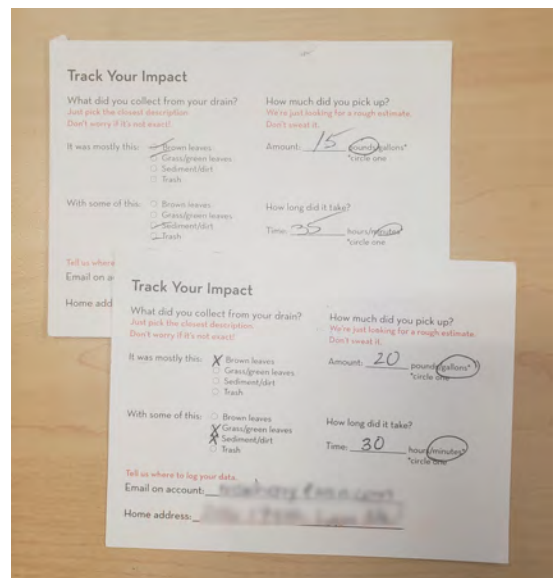 Track Your Impact
What did you collect from your drain?
Just pick the closest description.
Don't worry if it's not exact!
It was mostly this: Brown leaves
Grass/green leaves
Sediment/dirt
Trash
With some of this: Brown leaves
Grass/green leaves
Sediment/dirt
Trash
How much did you pick up?
We're just looking for a rough estimate.
Don't sweat it.
Amount: 15 pounds/gallons*
*circle one
How long did it take?
Time: 35 hours/minutes*
*circle one
Tell us where
Email on a
Home add
Track Your Impact
What did you collect from your drain?
Just pick the closest description.
Don't worry if it's not exact!
It was mostly this: X Brown leaves
Grass/green leaves
Sediment/dirt
Trash
With some of this: Brown leaves
X Grass/green leaves
X Sediment/dirt
Trash
How much did you pick up?
We're just looking for a rough estimate.
Don't sweat it.
Amount: 20 pounds/gallons*
*circle one
How long did it take?
Time: 30 hours/minutes*
*circle one
Tell us where to log your data.
Email on account:
Home address: